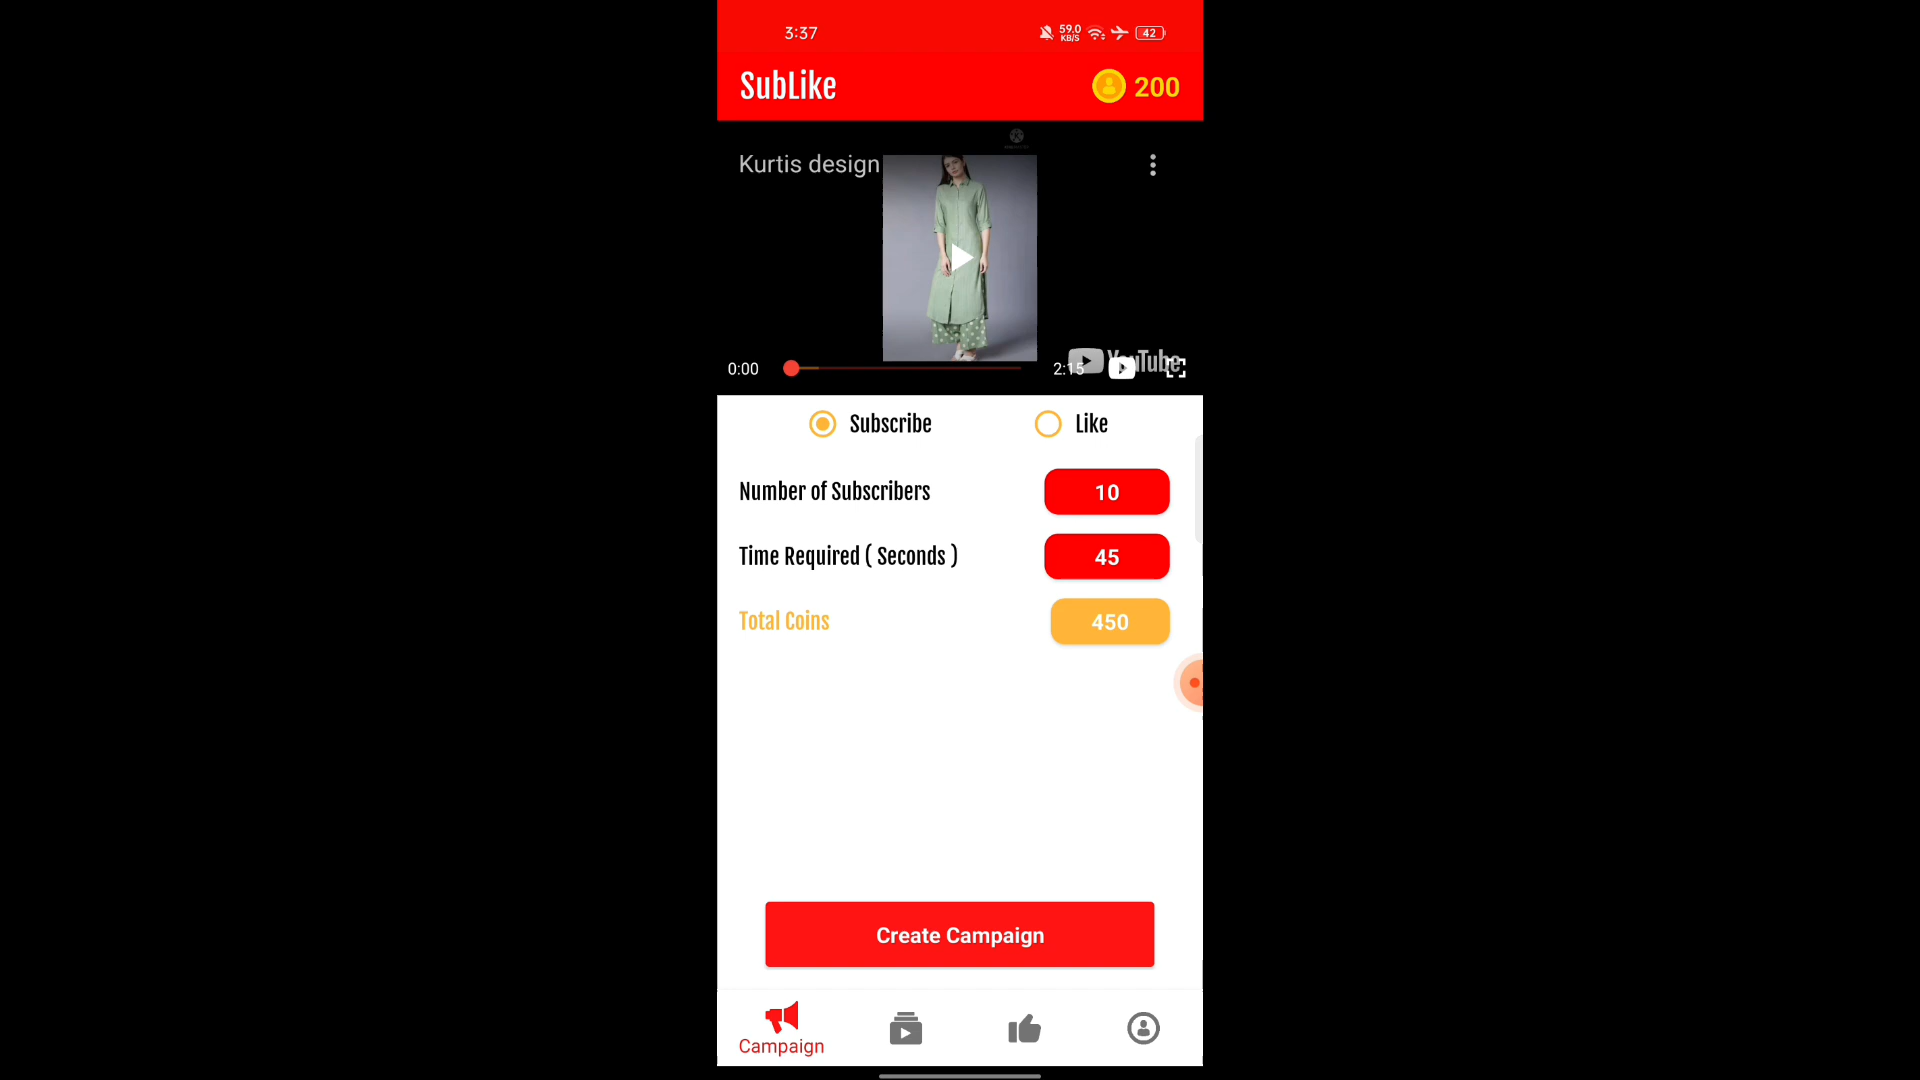 3:37
59.0
KB/S
42
SubLike
200
Kurtis design
0:00
2:15
YouTube
Subscribe
Like
Number of Subscribers
10
Time Required ( Seconds )
45
Total Coins
450
Create Campaign
Campaign